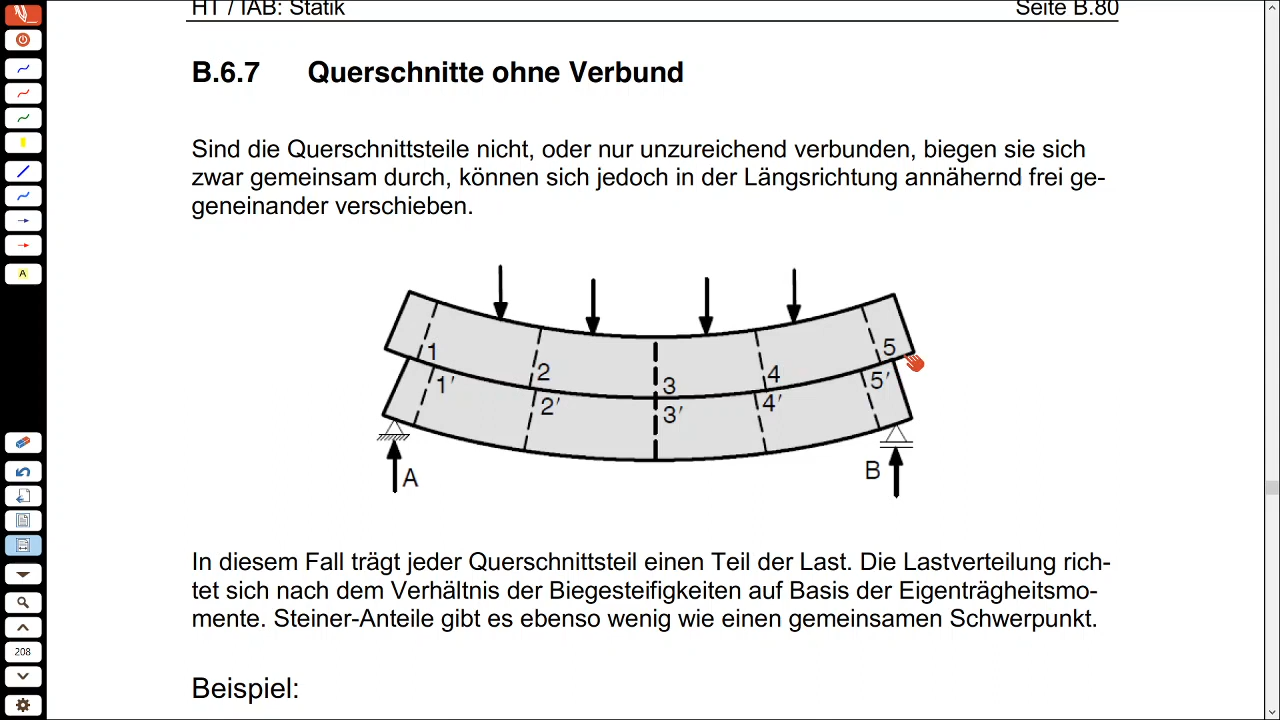 HT / IAB: Statik Seite B.80
B.6.7 Querschnitte ohne Verbund
Sind die Querschnittsteile nicht, oder nur unzureichend verbunden, biegen sie sich
zwar gemeinsam durch, können sich jedoch in der Längsrichtung annähernd frei ge-
geneinander verschieben.
1 2 3 4 5
1′ 2′ 3′ 4′ 5′
A B
In diesem Fall trägt jeder Querschnittsteil einen Teil der Last. Die Lastverteilung rich-
tet sich nach dem Verhältnis der Biegesteifigkeiten auf Basis der Eigenträgheitsmo-
mente. Steiner-Anteile gibt es ebenso wenig wie einen gemeinsamen Schwerpunkt.
Beispiel:
A
208